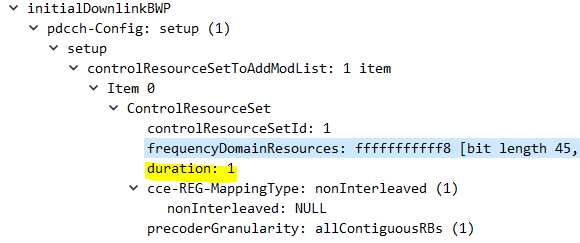 initialDownlinkBWP
pdcch-Config: setup (1)
setup
controlResourceSetToAddModList: 1 item
Item 0
ControlResourceSet
controlResourceSetId: 1
frequencyDomainResources: fffffffffff8 [bit length 45,
duration: 1
cce-REG-MappingType: nonInterleaved (1)
nonInterleaved: NULL
precoderGranularity: allContiguousRBs (1)